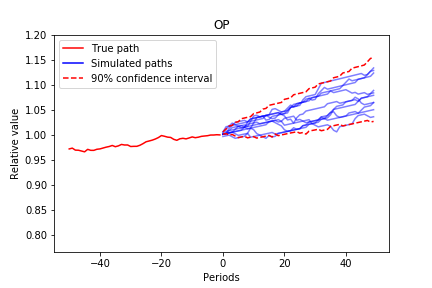 OP
True path
Simulated paths
90% confidence interval
Relative value
1.20
1.15
1.10
1.05
1.00
0.95
0.90
0.85
0.80
−40
−20
0
20
40
Periods